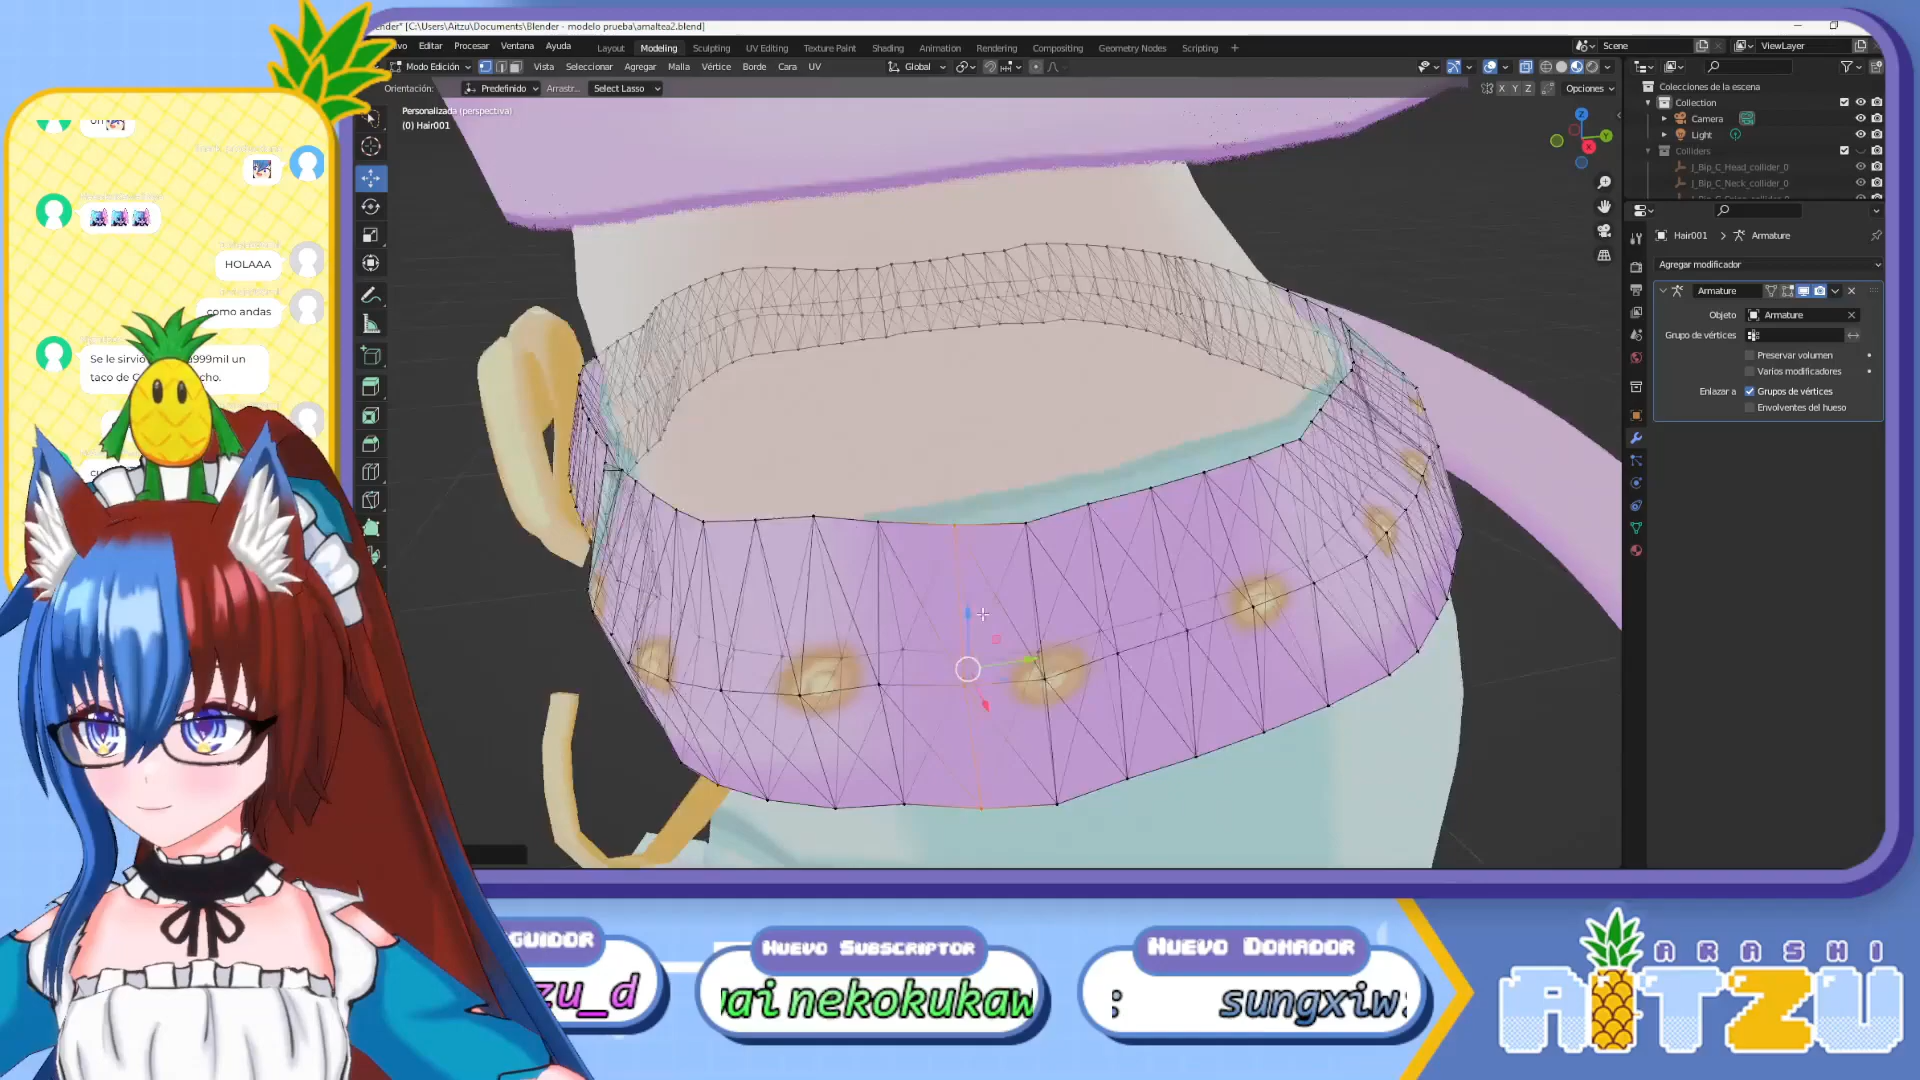 ender* [C:\Users\Aitzu\Documents\Blender - modelo prueba\amaltea2.blend]
Editar
Procesar
Ventana
Ayuda
Layout
Modeling
Sculpting
UV Editing
Texture Paint
Shading
Animation
Rendering
Compositing
Geometry Nodes
Scripting
+
Scene
ViewLayer
Modo Edición
Vista
Seleccionar
Agregar
Malla
Vértice
Borde
Cara
UV
Global
Orientación:
Predefinido
Arrastr...
Select Lasso
X Y Z
Opciones
Personalizada (perspectiva)
(0) Hair001
Z
Y
X
Colecciones de la escena
Collection
Camera
Light
Colliders
J_Bip_C_Head_collider_0
J_Bip_C_Neck_collider_0
Hair001
Armature
Agregar modificador
Armature
Objeto
Armature
Grupo de vértices
Preservar volumen
Varios modificadores
Enlazar a
Grupos de vértices
Envolventes del hueso
HOLAAA
como andas
Se le sirvio
a999mil un
taco de C
cho.
GUIDOR
zu_d
Nuevo Subscriptor
wai nekokukaw
Nuevo Domador
: sungxiw.
ARASHI
AITZU